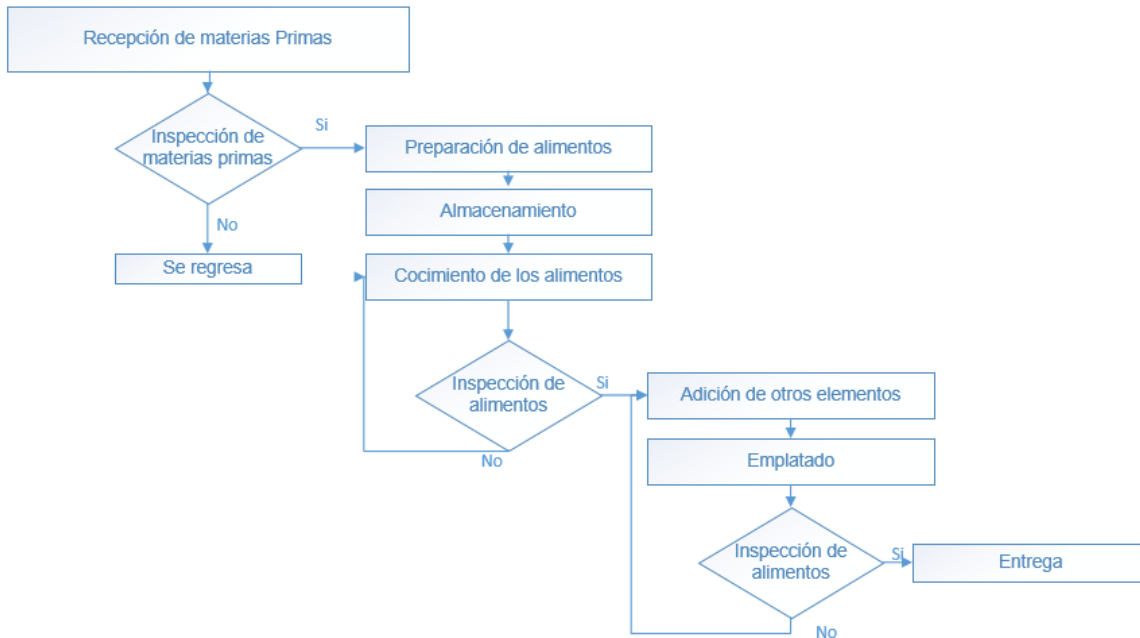 Recepción de materias Primas
Inspección de
materias primas
Si
Preparación de alimentos
Almacenamiento
No
Se regresa
Cocimiento de los alimentos
Inspección de
alimentos
Si
No
Adición de otros elementos
Emplatado
Inspección de
alimentos
Si
Entrega
No